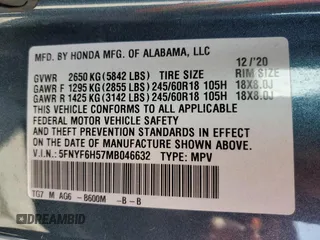 MFD. BY HONDA MFG. OF ALABAMA, LLC 12/'20
GVWR 2650 KG (5842 LBS) TIRE SIZE RIM SIZE
GAWR F 1295 KG (2855 LBS) 245/60R18 105H 18X8.0J
GAWR R 1425 KG (3142 LBS) 245/60R18 105H 18X8.0J
THIS VEHICLE CONFORMS TO ALL APPLICABLE
FEDERAL MOTOR VEHICLE SAFETY
AND THEFT PREVENTION STANDARDS IN EFFECT
ON THE DATE OF MANUFACTURE SHOWN ABOVE.
V.I.N.: 5FNYF6H57MB046632 TYPE: MPV
TG7 M AG6 -B600M -B-B
DREAMBID